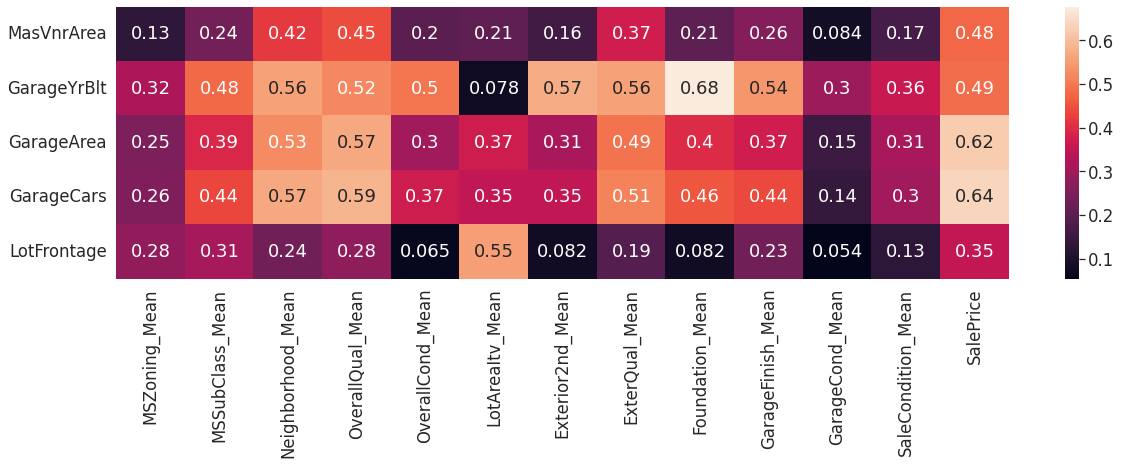 MasVnrArea 0.13 0.24 0.42 0.45 0.2 0.21 0.16 0.37 0.21 0.26 0.084 0.17 0.48
GarageYrBlt 0.32 0.48 0.56 0.52 0.5 0.078 0.57 0.56 0.68 0.54 0.3 0.36 0.49
GarageArea 0.25 0.39 0.53 0.57 0.3 0.37 0.31 0.49 0.4 0.37 0.15 0.31 0.62
GarageCars 0.26 0.44 0.57 0.59 0.37 0.35 0.35 0.51 0.46 0.44 0.14 0.3 0.64
LotFrontage 0.28 0.31 0.24 0.28 0.065 0.55 0.082 0.19 0.082 0.23 0.054 0.13 0.35
MSZoning_Mean
MSSubClass_Mean
Neighborhood_Mean
OverallQual_Mean
OverallCond_Mean
LotArealtv_Mean
Exterior2nd_Mean
ExterQual_Mean
Foundation_Mean
GarageFinish_Mean
GarageCond_Mean
SaleCondition_Mean
SalePrice
0.6
0.5
0.4
0.3
0.2
0.1